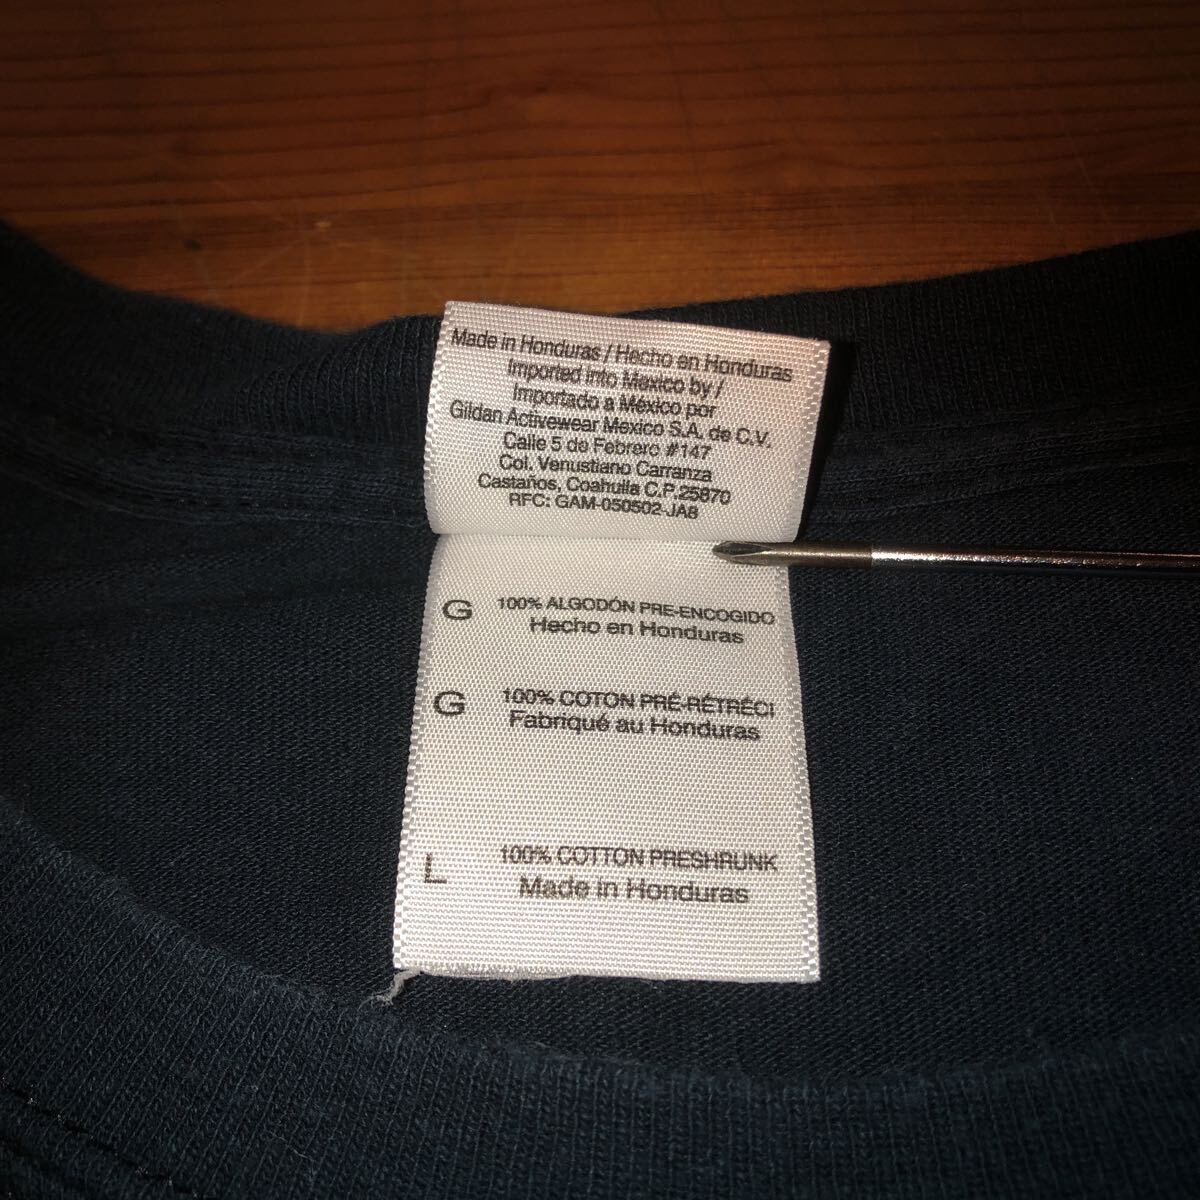 Made in Honduras / Hecho en Honduras
Imported into Mexico by /
Importado a México por
Gildan Activewear Mexico S.A. de C.V.
Calle 5 de Febrero #147
Col. Venustiano Carranza
Castaños, Coahuila C.P.25870
RFC: GAM-050502-JA8
G 100% ALGODÓN PRE-ENCOGIDO
Hecho en Honduras
G 100% COTON PRÉ-RÉTRÉCI
Fabriqué au Honduras
L 100% COTTON PRESHRUNK
Made in Honduras